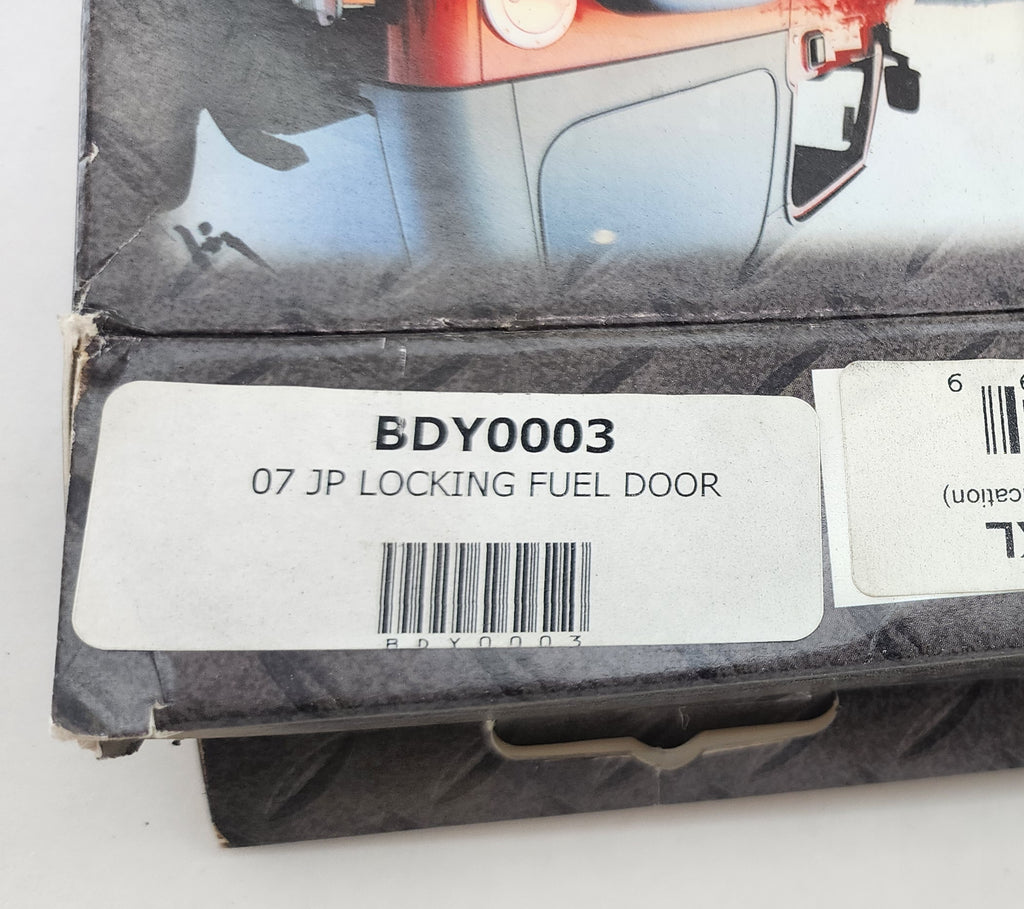 BDY0003
07 JP LOCKING FUEL DOOR
BDY0003
9